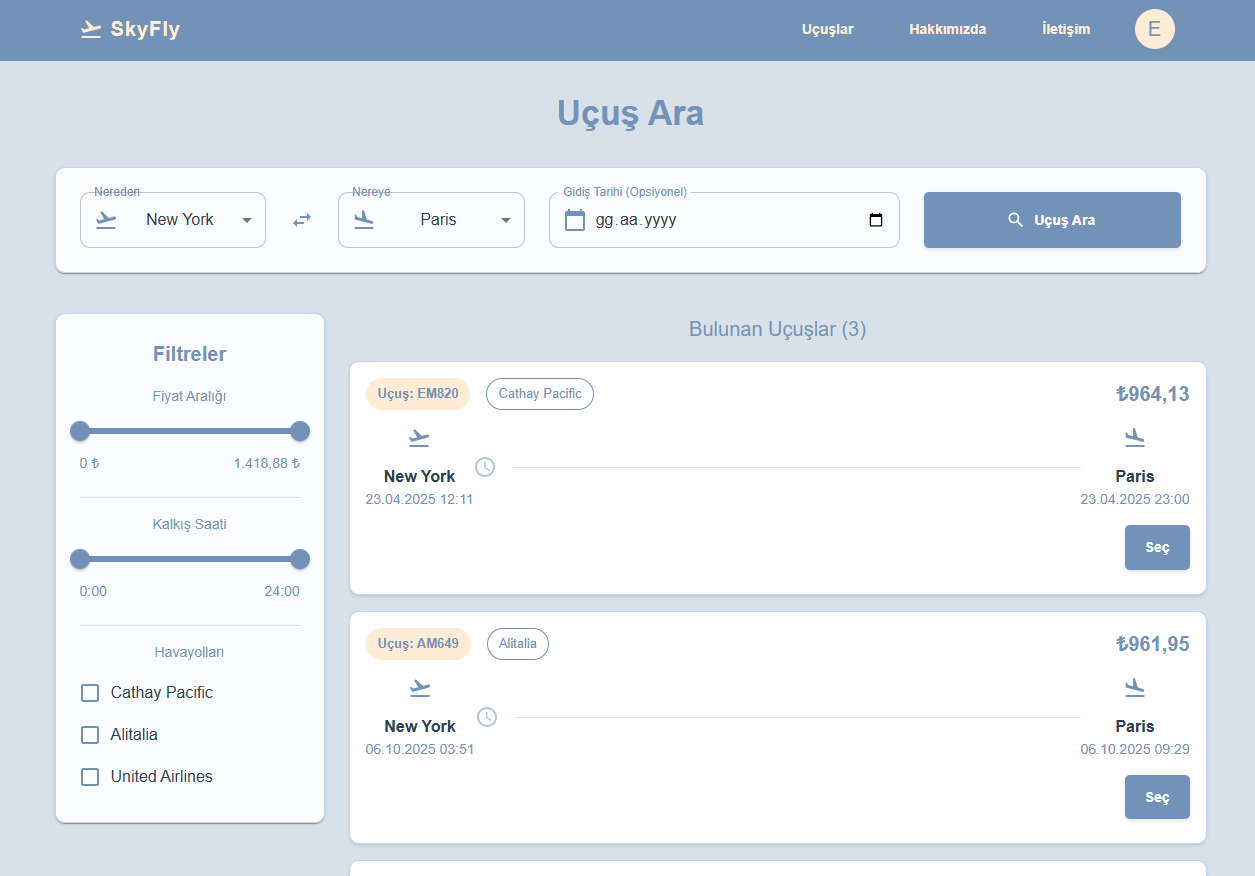 SkyFly
Uçuşlar
Hakkımızda
İletişim
E
Uçuş Ara
Nereden
New York
Nereye
Paris
Gidiş Tarihi (Opsiyonel)
gg.aa.yyyy
Uçuş Ara
Filtreler
Fiyat Aralığı
0 ₺ 1.418,88 ₺
Kalkış Saati
0:00 24:00
Havayolları
Cathay Pacific
Alitalia
United Airlines
Bulunan Uçuşlar (3)
Uçuş: EM820 Cathay Pacific ₺964,13
New York Paris
23.04.2025 12:11 23.04.2025 23:00
Seç
Uçuş: AM649 Alitalia ₺961,95
New York Paris
06.10.2025 03:51 06.10.2025 09:29
Seç